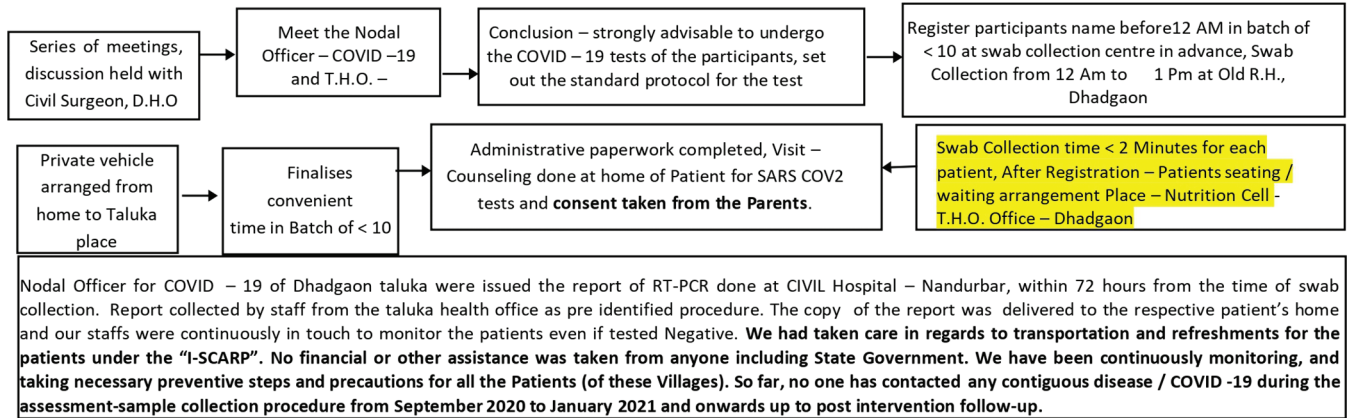 Series of meetings,
discussion held with
Civil Surgeon, D.H.O
Meet the Nodal
Officer – COVID –19
and T.H.O. –
Conclusion – strongly advisable to undergo
the COVID – 19 tests of the participants, set
out the standard protocol for the test
Register participants name before12 AM in batch of
< 10 at swab collection centre in advance, Swab
Collection from 12 Am to 1 Pm at Old R.H.,
Dhadgaon
Private vehicle
arranged from
home to Taluka
place
Finalises
convenient
time in Batch of < 10
Administrative paperwork completed, Visit –
Counseling done at home of Patient for SARS COV2
tests and consent taken from the Parents.
Swab Collection time < 2 Minutes for each
patient, After Registration – Patients seating /
waiting arrangement Place – Nutrition Cell -
T.H.O. Office – Dhadgaon
Nodal Officer for COVID – 19 of Dhadgaon taluka were issued the report of RT-PCR done at CIVIL Hospital – Nandurbar, within 72 hours from the time of swab
collection. Report collected by staff from the taluka health office as pre identified procedure. The copy of the report was delivered to the respective patient's home
and our staffs were continuously in touch to monitor the patients even if tested Negative. We had taken care in regards to transportation and refreshments for the
patients under the “I-SCARP”. No financial or other assistance was taken from anyone including State Government. We have been continuously monitoring, and
taking necessary preventive steps and precautions for all the Patients (of these Villages). So far, no one has contacted any contiguous disease / COVID -19 during the
assessment-sample collection procedure from September 2020 to January 2021 and onwards up to post intervention follow-up.